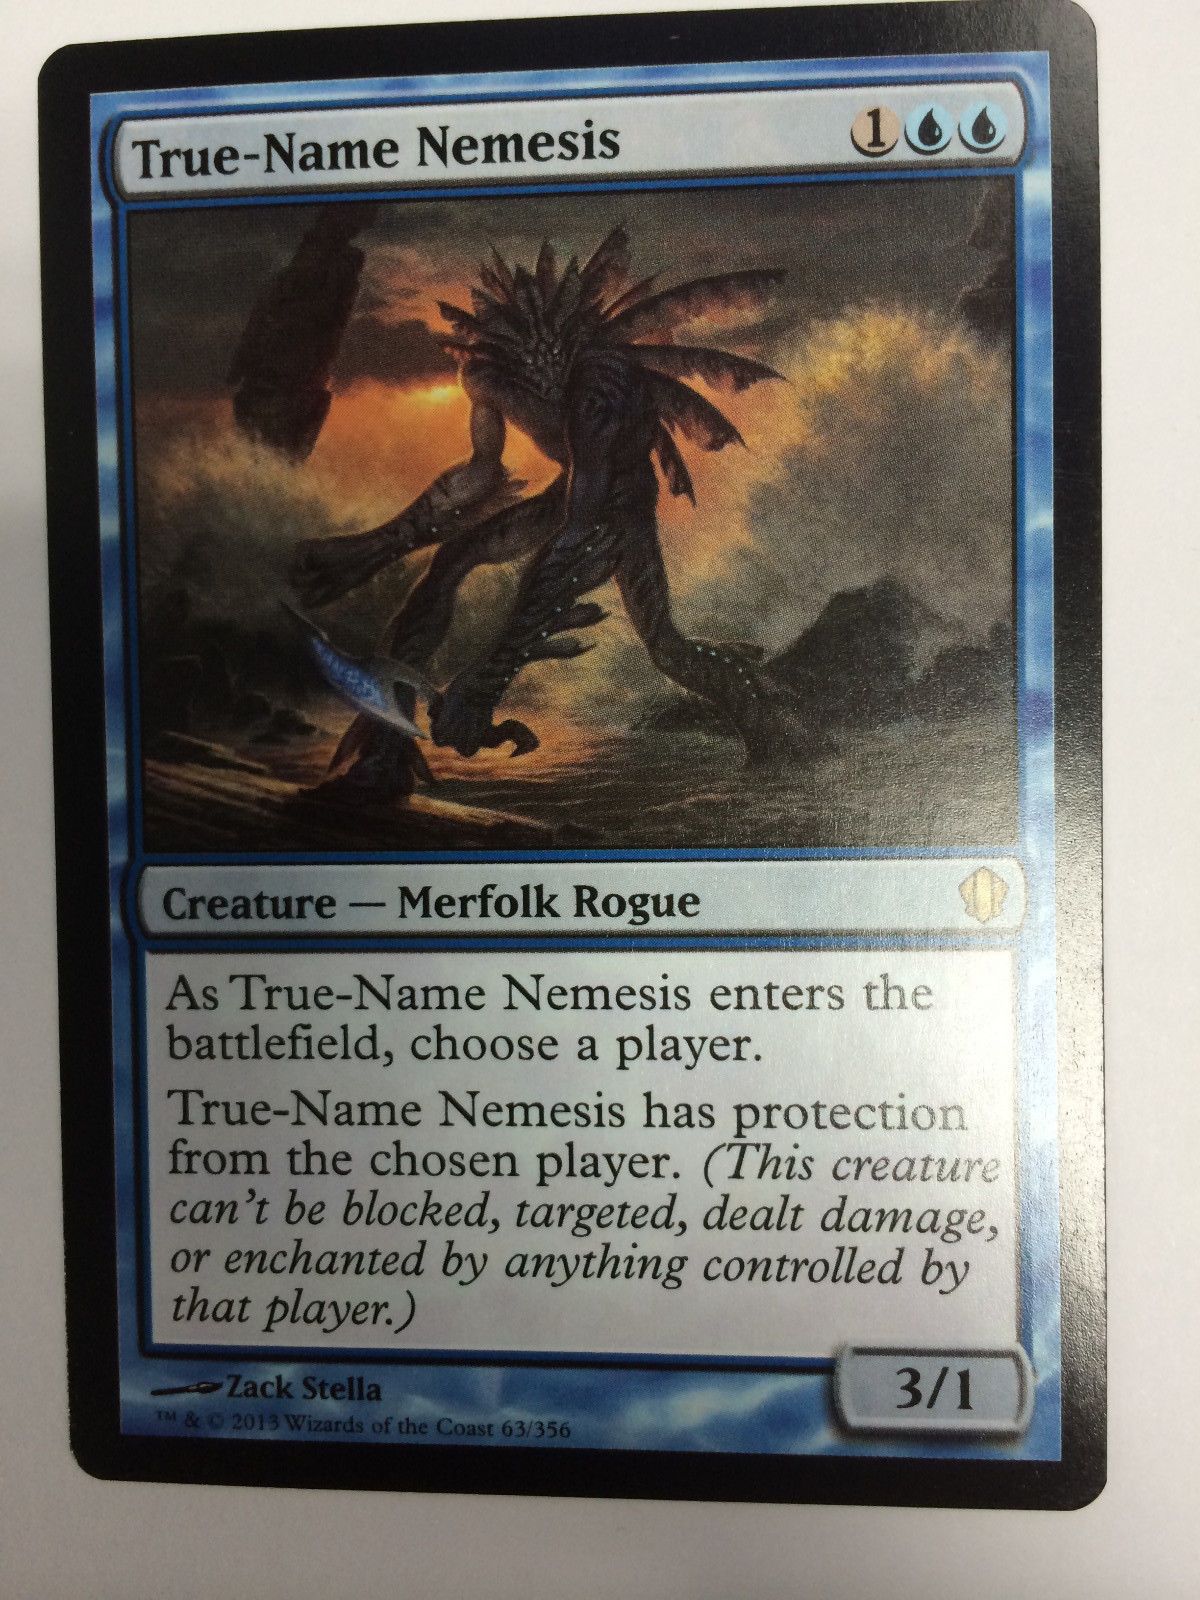 True-Name Nemesis 1
Creature — Merfolk Rogue
As True-Name Nemesis enters the
battlefield, choose a player.
True-Name Nemesis has protection
from the chosen player. (This creature
can't be blocked, targeted, dealt damage,
or enchanted by anything controlled by
that player.)
3/1
Zack Stella
™ & © 2013 Wizards of the Coast 63/356